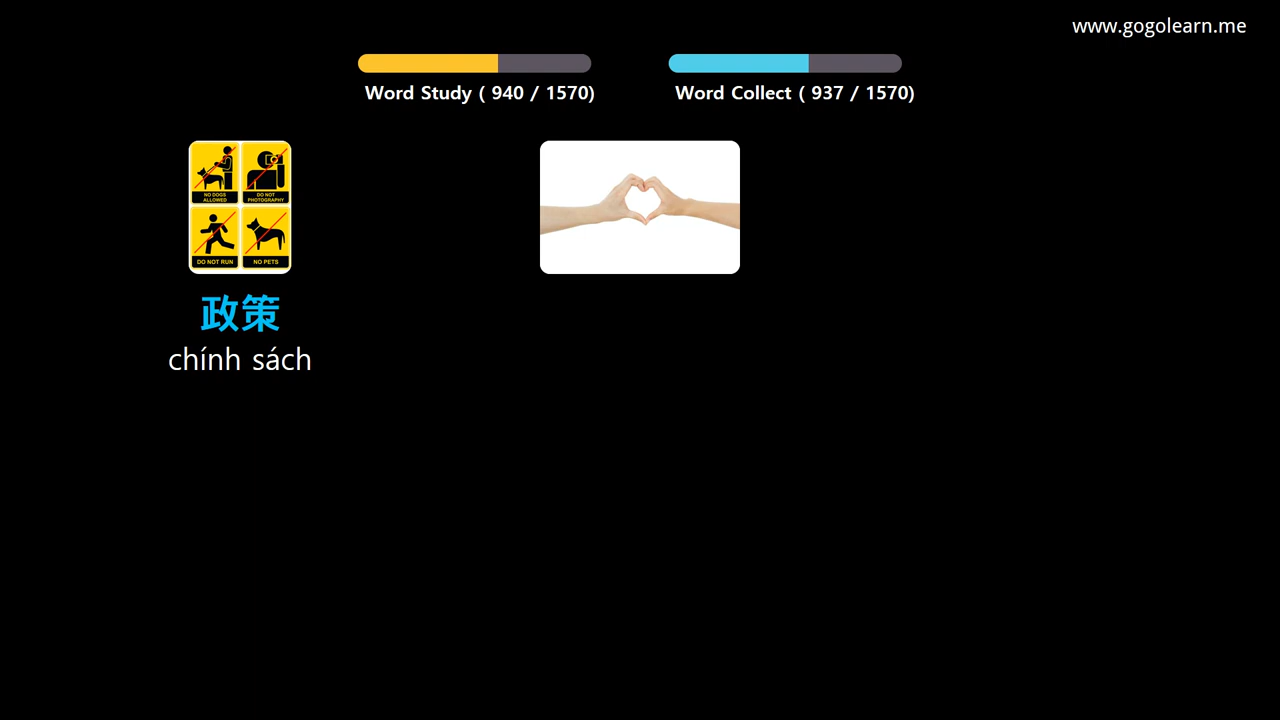 www.gogolearn.me
Word Study ( 940 / 1570)
Word Collect ( 937 / 1570)
NO DOGS
ALLOWED
DO NOT
PHOTOGRAPHY
DO NOT RUN
NO PETS
政策
chính sách